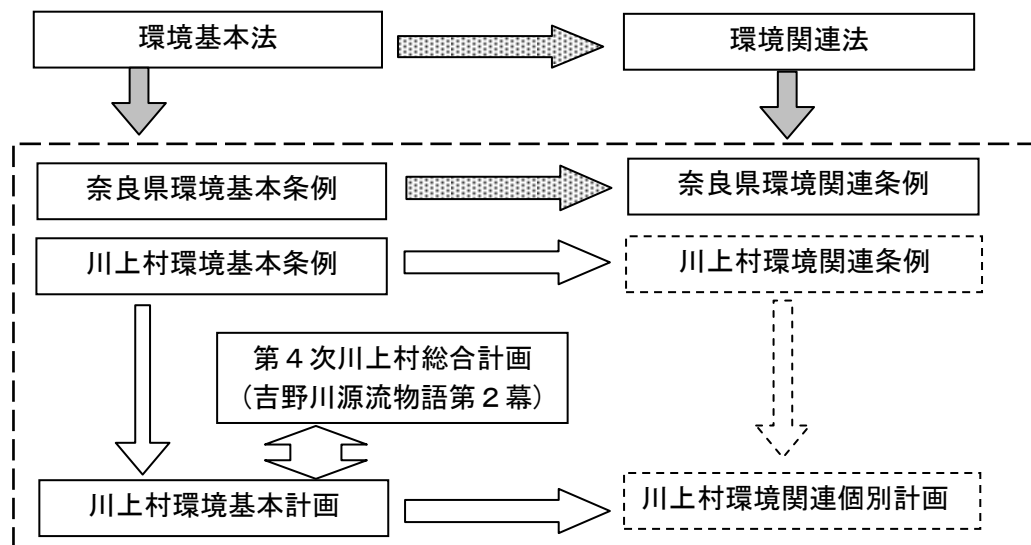 環境基本法
環境関連法
奈良県環境基本条例
奈良県環境関連条例
川上村環境基本条例
川上村環境関連条例
第４次川上村総合計画
（吉野川源流物語第２幕）
川上村環境基本計画
川上村環境関連個別計画